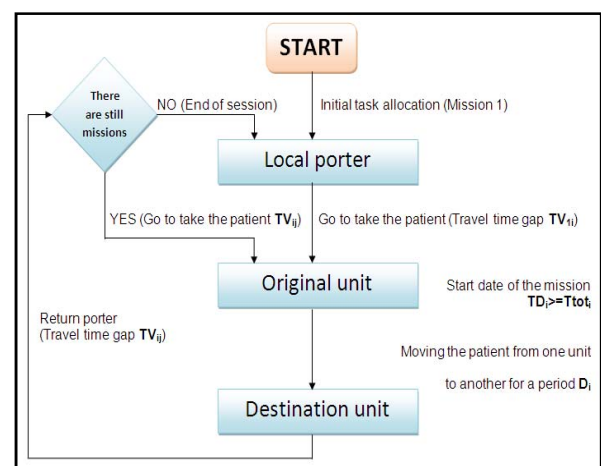 START
There
are still
missions
NO (End of session)
Initial task allocation (Mission 1)
Local porter
YES (Go to take the patient TVij)
Go to take the patient (Travel time gap TV1i)
Original unit
Start date of the mission
TDi>=Ttoti
Return porter
(Travel time gap TVij)
Moving the patient from one unit
to another for a period Di
Destination unit